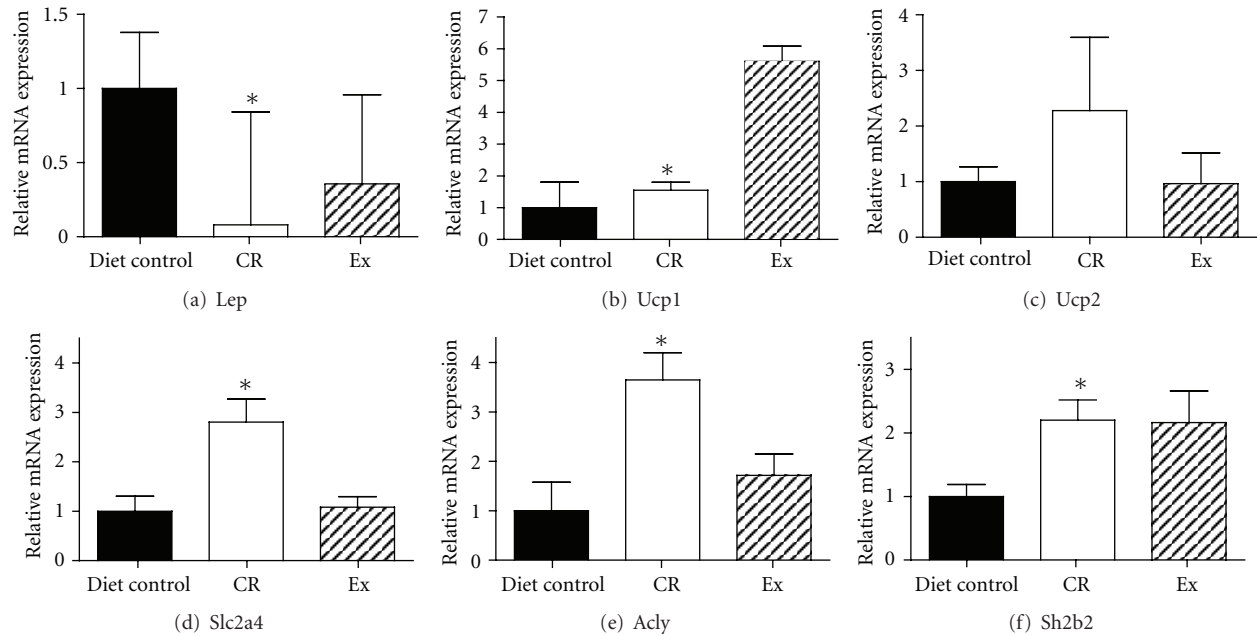 Relative mRNA expression
1.5
1
0.5
0
*
Diet control CR Ex
(a) Lep
Relative mRNA expression
7
6
5
4
3
2
1
0
*
Diet control CR Ex
(b) Ucp1
Relative mRNA expression
4
3
2
1
0
Diet control CR Ex
(c) Ucp2
Relative mRNA expression
4
3
2
1
0
*
Diet control CR Ex
(d) Slc2a4
Relative mRNA expression
4
3
2
1
0
*
Diet control CR Ex
(e) Acly
Relative mRNA expression
3
2
1
0
*
Diet control CR Ex
(f) Sh2b2